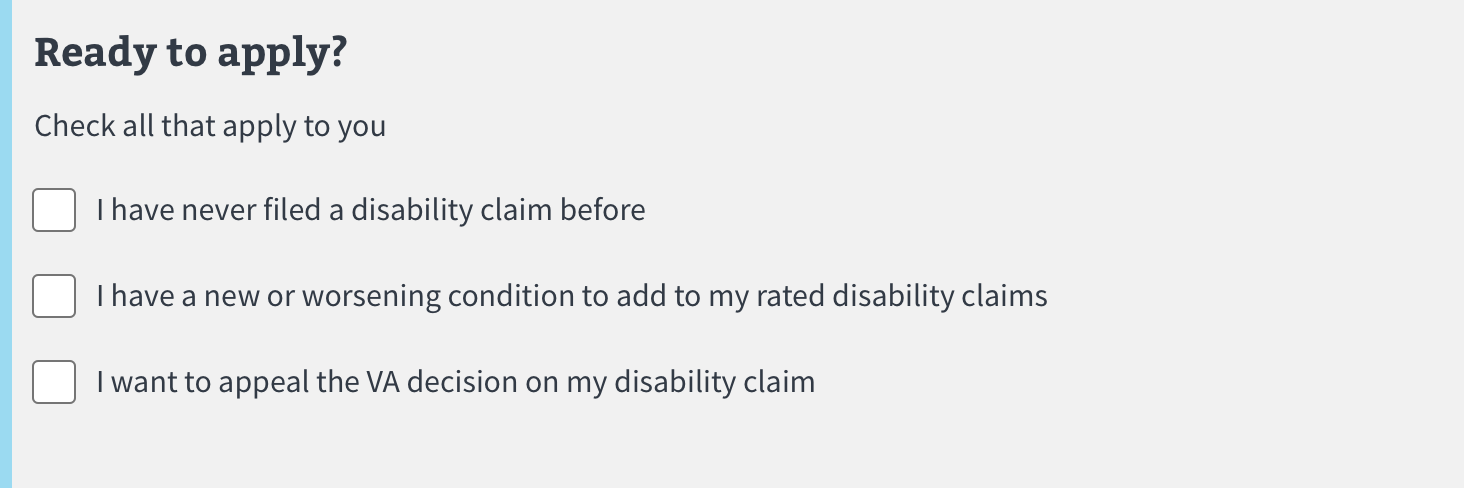 Ready to apply?
Check all that apply to you
I have never filed a disability claim before
I have a new or worsening condition to add to my rated disability claims
I want to appeal the VA decision on my disability claim